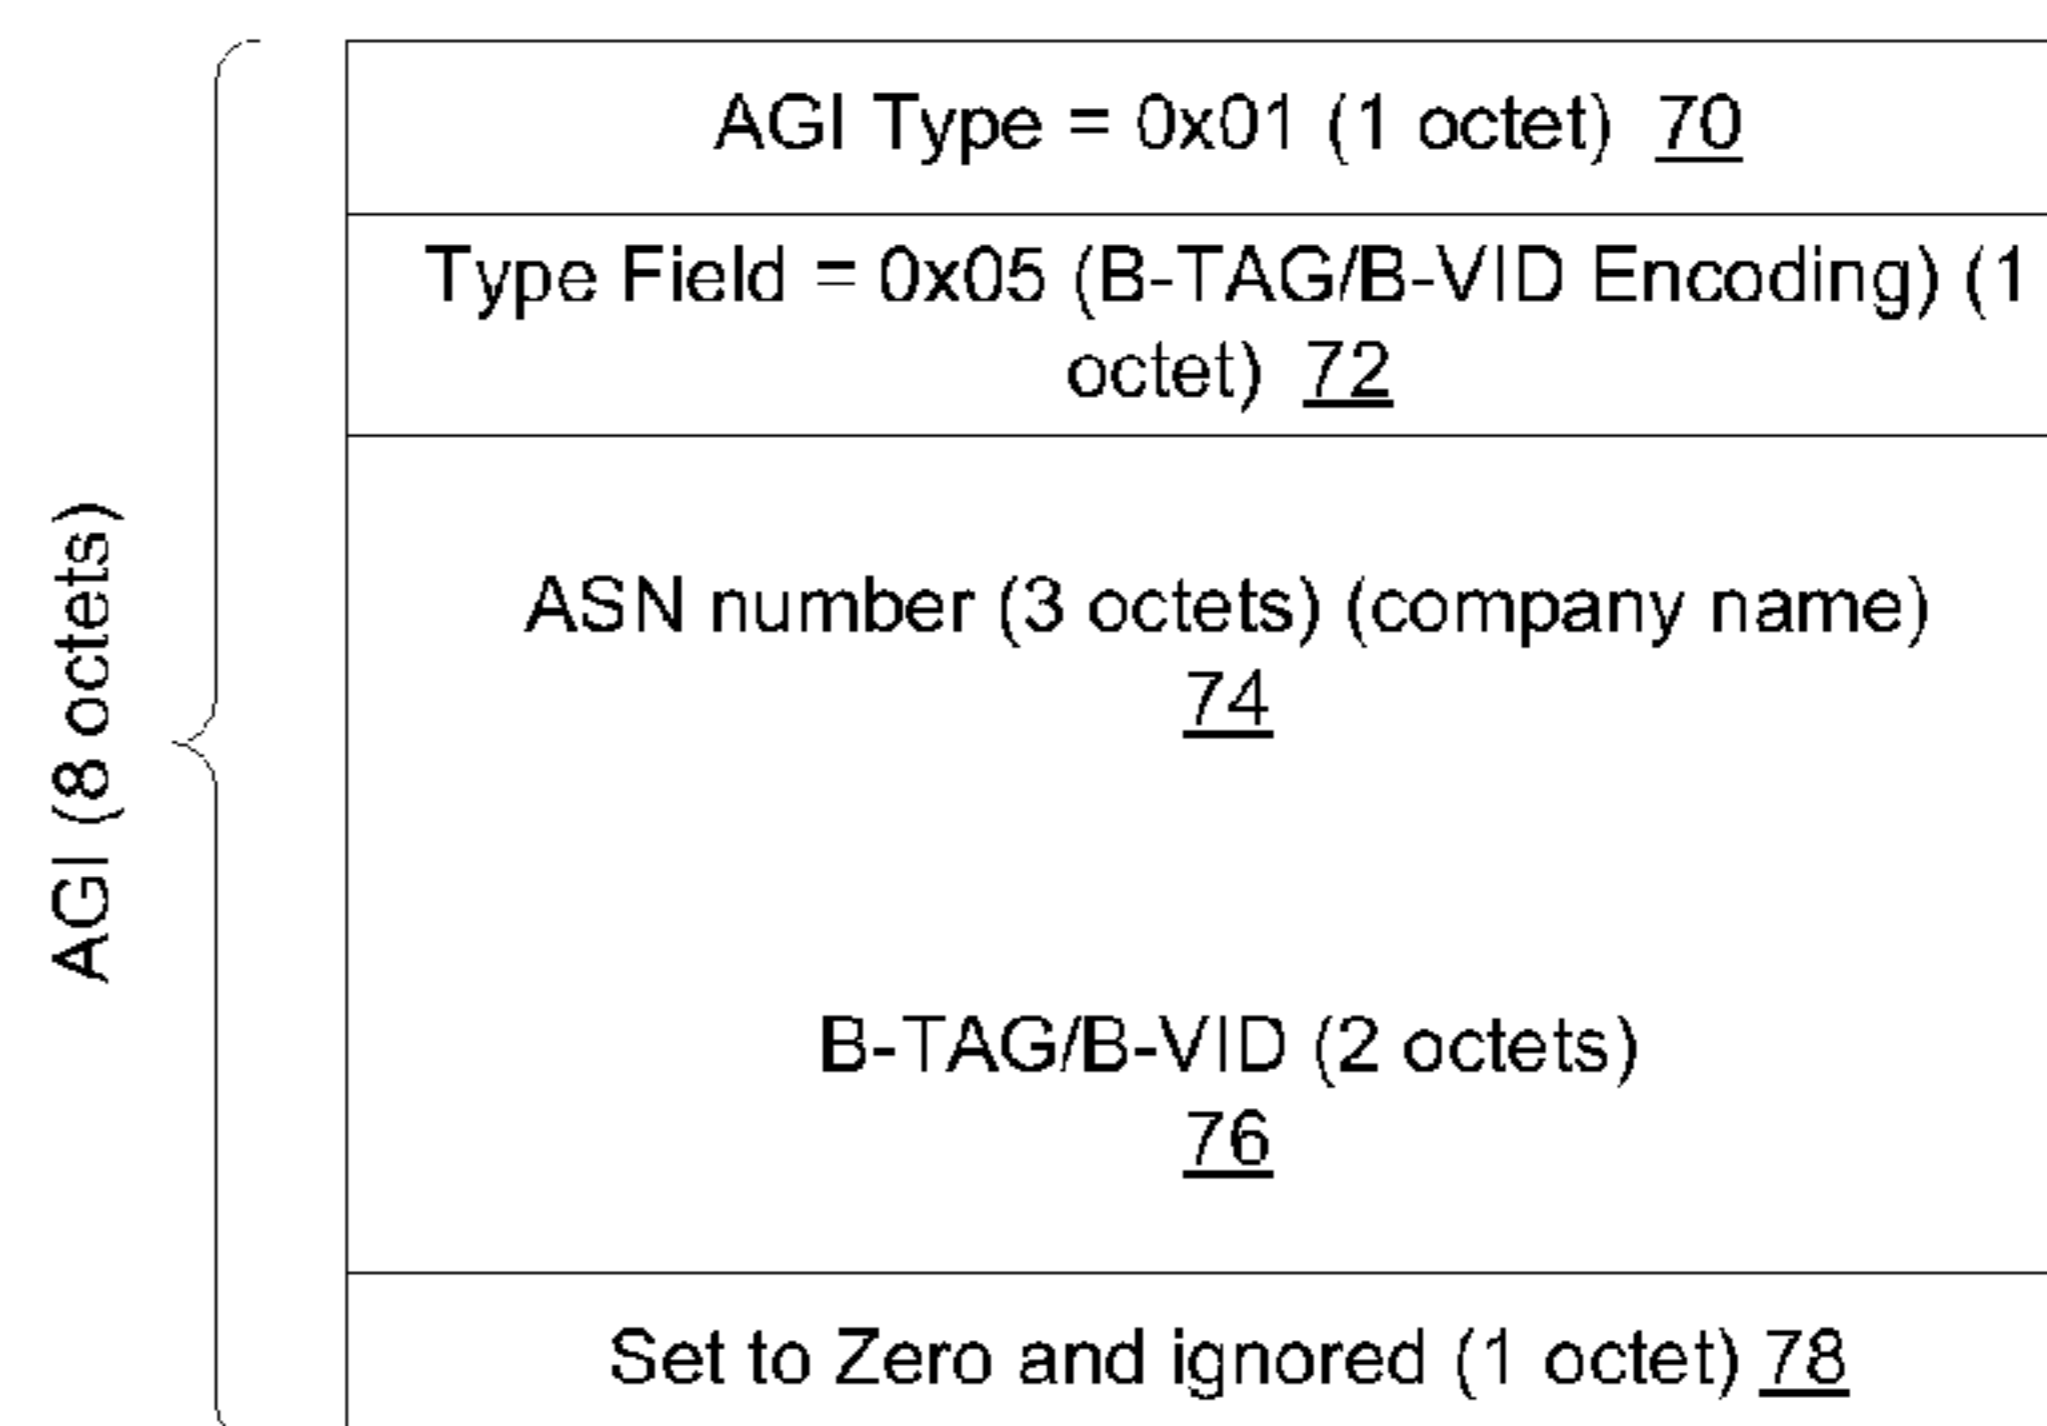 AGI (8 octets)
AGI Type = 0x01 (1 octet) 70
Type Field = 0x05 (B-TAG/B-VID Encoding) (1
octet) 72
ASN number (3 octets) (company name)
74
B-TAG/B-VID (2 octets)
76
Set to Zero and ignored (1 octet) 78